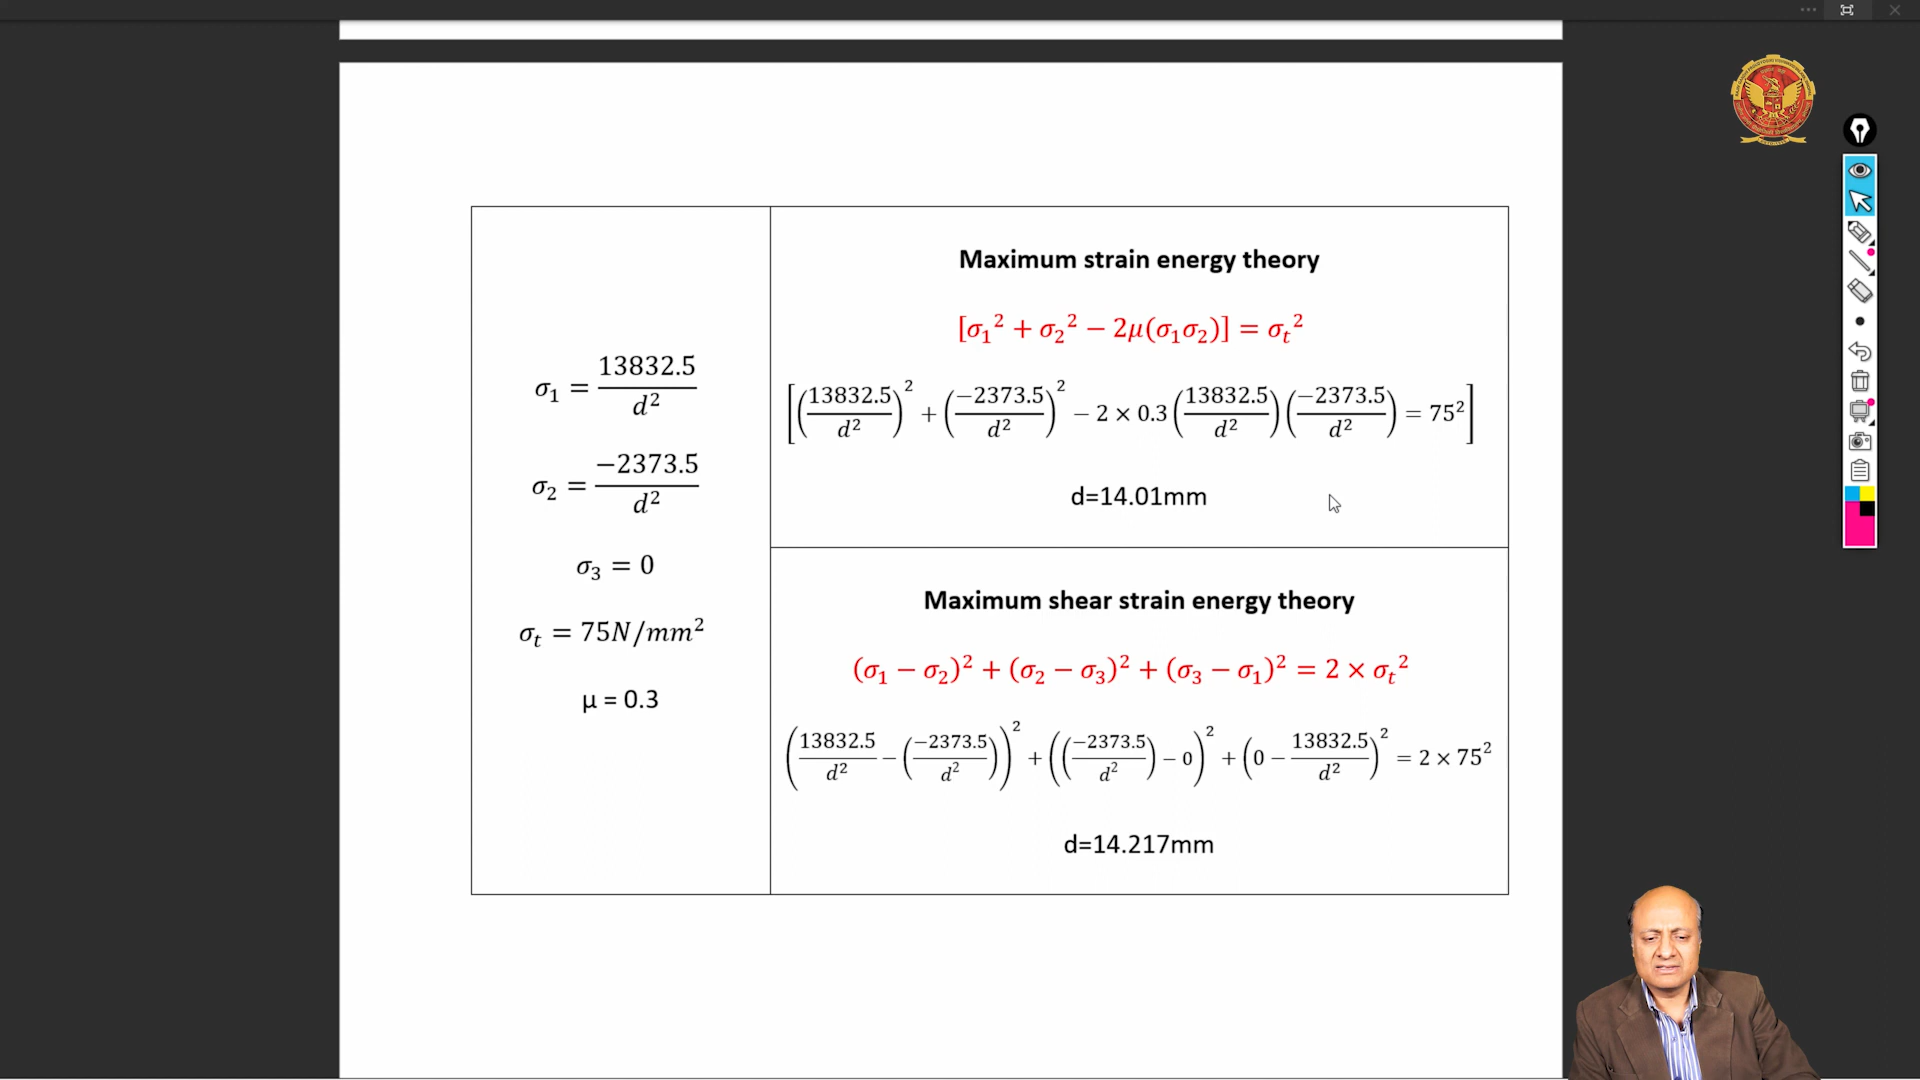 σ₁ = 13832.5/d²
σ₂ = −2373.5/d²
σ₃ = 0
σₜ = 75N/mm²
μ = 0.3
Maximum strain energy theory
[σ₁² + σ₂² − 2μ(σ₁σ₂)] = σₜ²
[(13832.5/d²)² + (−2373.5/d²)² − 2 × 0.3 (13832.5/d²)(−2373.5/d²) = 75²]
d=14.01mm
Maximum shear strain energy theory
(σ₁ − σ₂)² + (σ₂ − σ₃)² + (σ₃ − σ₁)² = 2 × σₜ²
(13832.5/d² − (−2373.5/d²))² + ((−2373.5/d²) − 0)² + (0 − 13832.5/d²)² = 2 × 75²
d=14.217mm